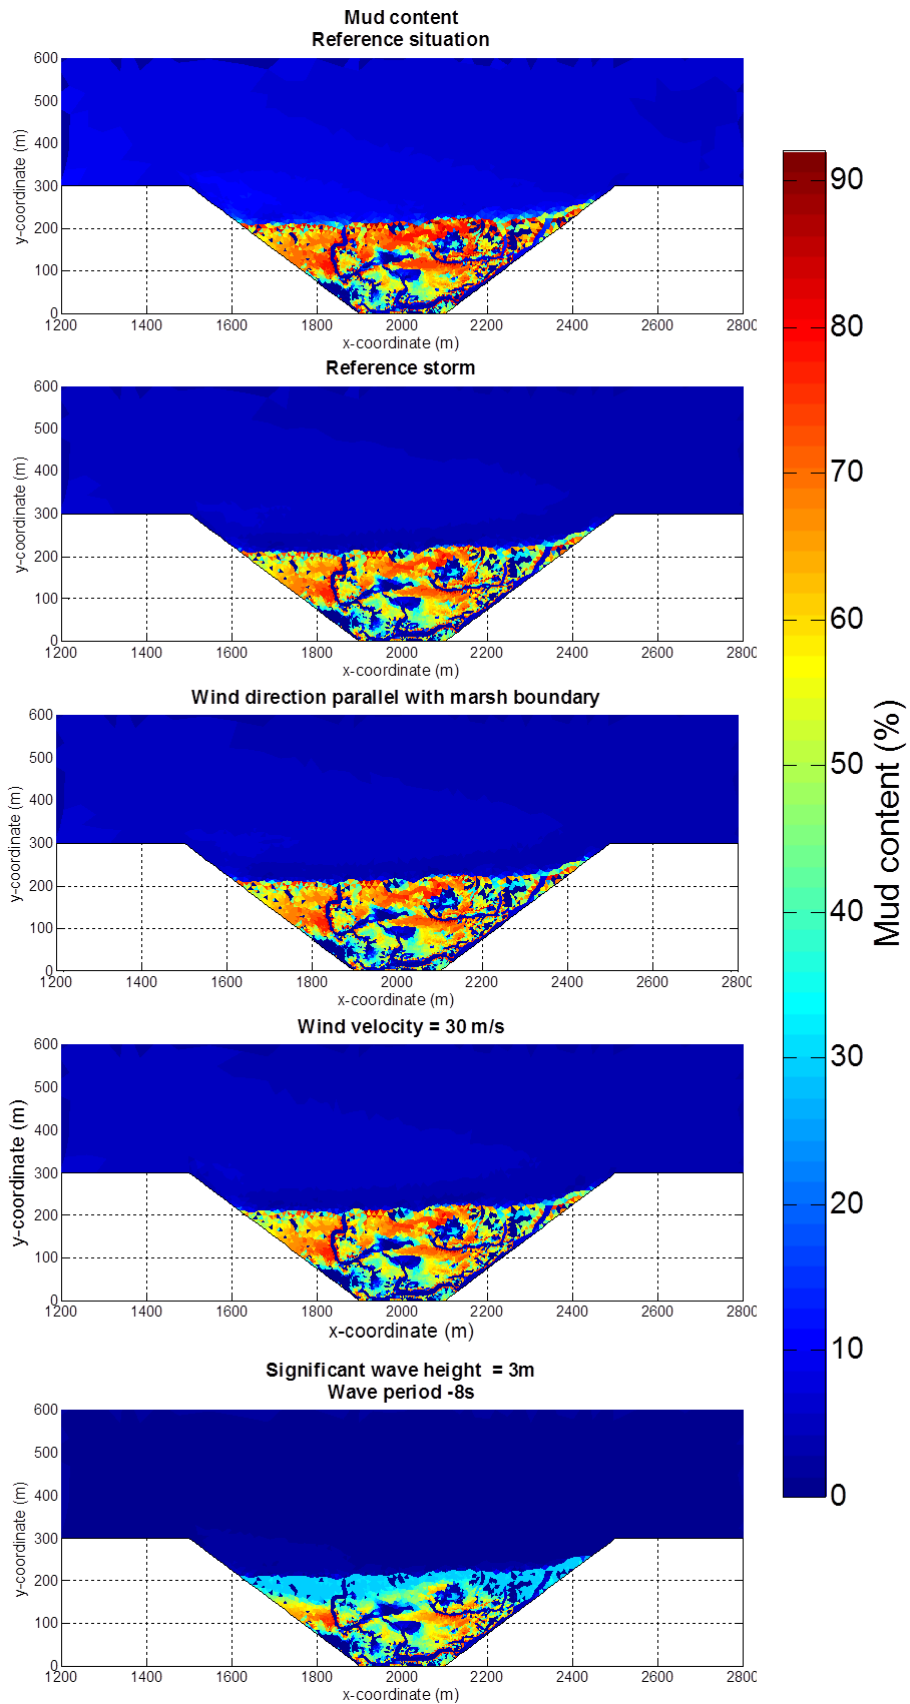 Mud content
Reference situation
600
500
400
300
200
100
0
y-coordinate (m)
1200 1400 1600 1800 2000 2200 2400 2600 280
x-coordinate (m)
Reference storm
600
500
400
300
200
100
0
y-coordinate (m)
1200 1400 1600 1800 2000 2200 2400 2600 2800
x-coordinate (m)
Wind direction parallel with marsh boundary
600
500
400
300
200
100
0
y-coordinate (m)
1200 1400 1600 1800 2000 2200 2400 2600 280
x-coordinate (m)
Wind velocity = 30 m/s
600
500
400
300
200
100
0
y-coordinate (m)
1200 1400 1600 1800 2000 2200 2400 2600 280
x-coordinate (m)
Significant wave height = 3m
Wave period -8s
600
500
400
300
200
100
0
y-coordinate (m)
1200 1400 1600 1800 2000 2200 2400 2600 280
x-coordinate (m)
90
80
70
60
50
40
30
20
10
0
Mud content (%)